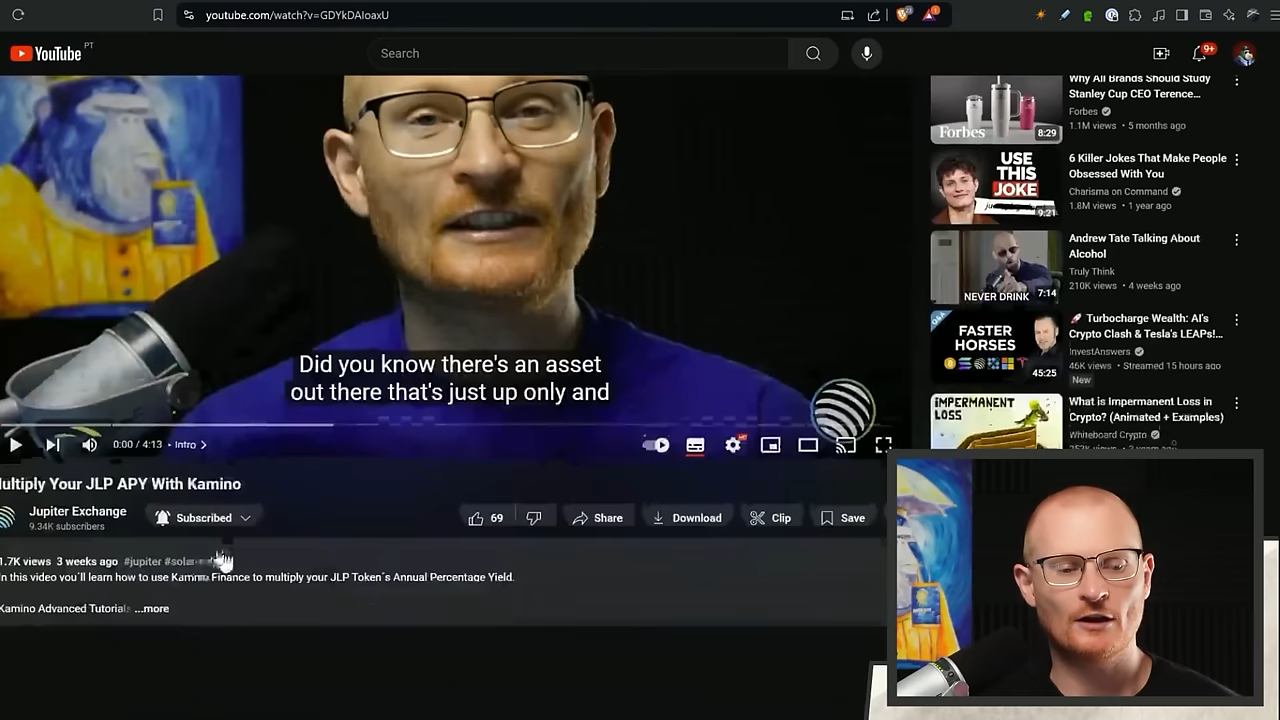 youtube.com/watch?v=GDYkDAIoaxU
YouTube PT
Search
9+
Did you know there's an asset
out there that's just up only and
0:00 / 4:13 • Intro
ultiply Your JLP APY With Kamino
Jupiter Exchange
9.34K subscribers
Subscribed
69
Share
Download
Clip
Save
1.7K views 3 weeks ago #jupiter
n this video you'll learn how to use Kamino Finance to multiply your JLP Token's Annual Percentage Yield.
Kamino Advanced Tutorials ...more
Why All Brands Should Study
Stanley Cup CEO Terence...
Forbes
1.1M views • 5 months ago
Forbes
8:29
6 Killer Jokes That Make People
Obsessed With You
Charisma on Command
1.8M views • 1 year ago
USE
THIS
JOKE
9:21
Andrew Tate Talking About
Alcohol
Truly Think
210K views • 4 weeks ago
NEVER DRINK
7:14
Turbocharge Wealth: AI's
Crypto Clash & Tesla's LEAPs!...
InvestAnswers
46K views • Streamed 15 hours ago
New
Q&A
FASTER
HORSES
45:25
What is Impermanent Loss in
Crypto? (Animated + Examples)
Whiteboard Crypto
IMPERMANENT
LOSS